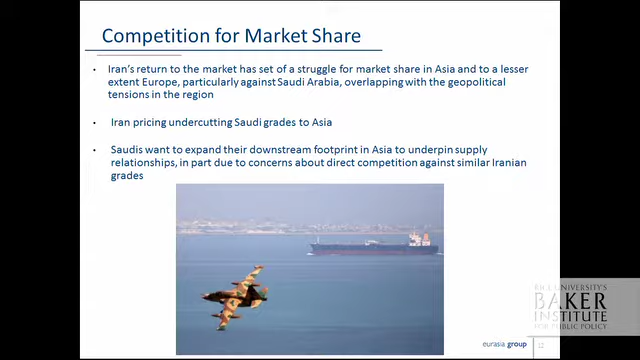 Competition for Market Share
• Iran's return to the market has set of a struggle for market share in Asia and to a lesser
extent Europe, particularly against Saudi Arabia, overlapping with the geopolitical
tensions in the region
• Iran pricing undercutting Saudi grades to Asia
• Saudis want to expand their downstream footprint in Asia to underpin supply
relationships, in part due to concerns about direct competition against similar Iranian
grades
RICE UNIVERSITY'S
BAKER
INSTITUTE
FOR PUBLIC POLICY
eurasia group
12